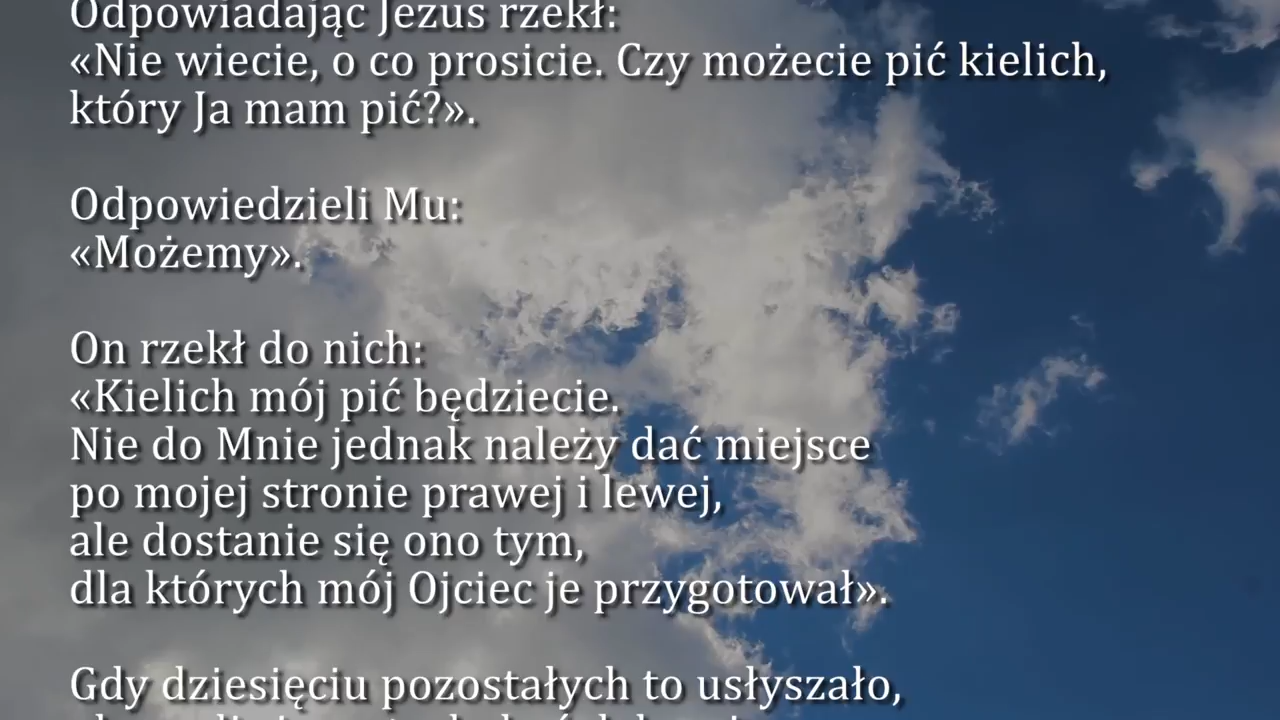 Odpowiadając Jezus rzekł:
«Nie wiecie, o co prosicie. Czy możecie pić kielich,
który Ja mam pić?».
Odpowiedzieli Mu:
«Możemy».
On rzekł do nich:
«Kielich mój pić będziecie.
Nie do Mnie jednak należy dać miejsce
po mojej stronie prawej i lewej,
ale dostanie się ono tym,
dla których mój Ojciec je przygotował».
Gdy dziesięciu pozostałych to usłyszało,